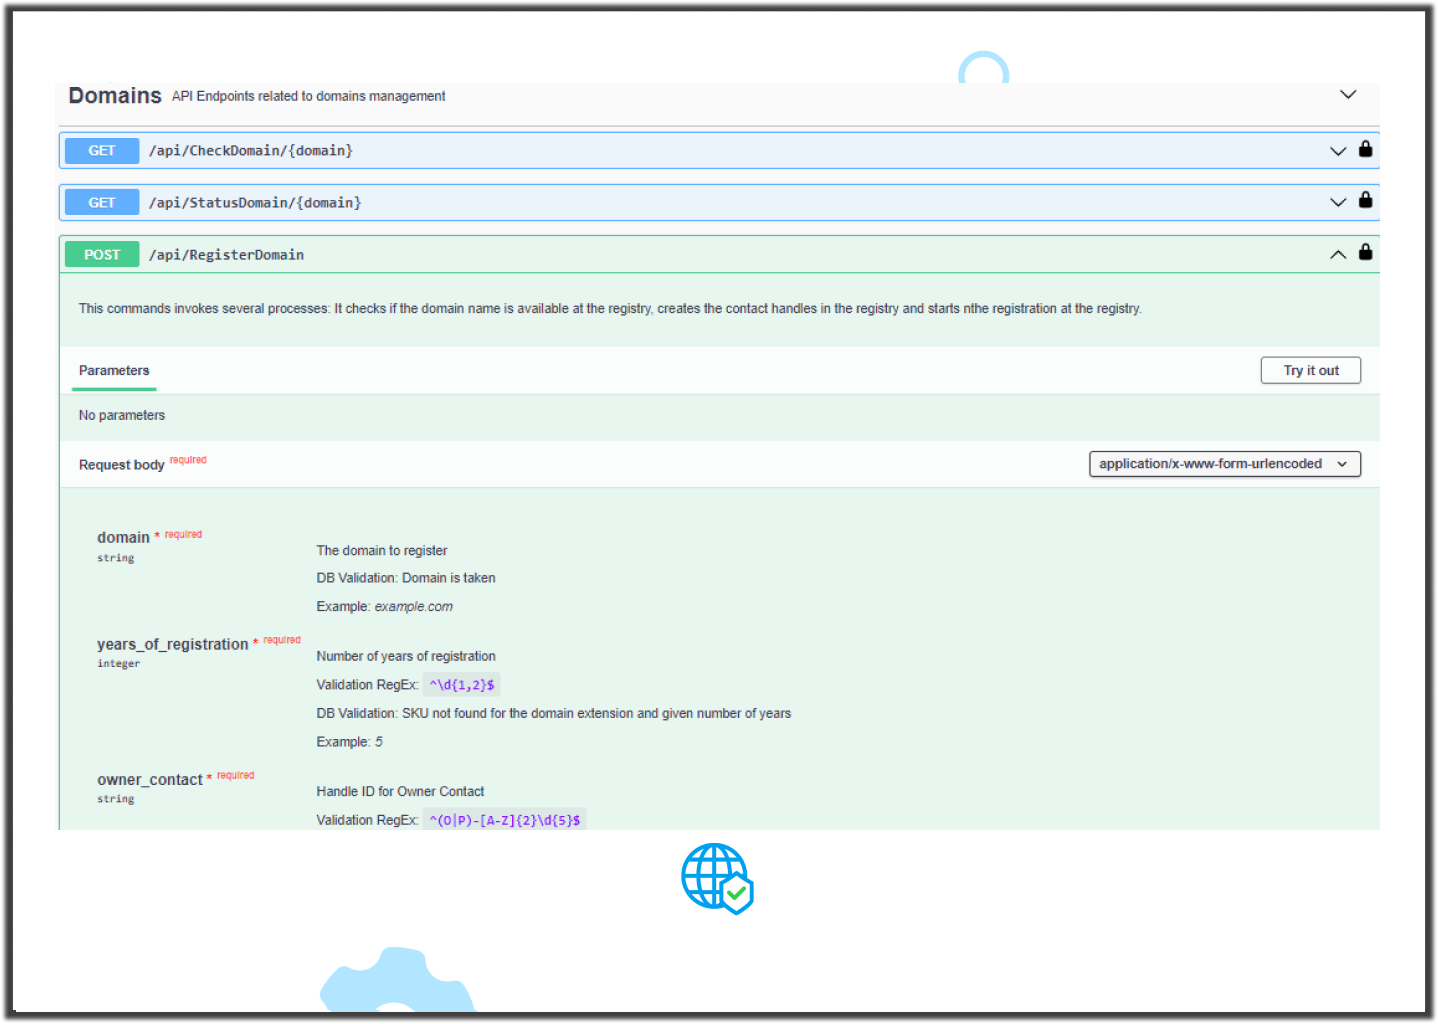 Domains API Endpoints related to domains management
GET /api/CheckDomain/{domain}
GET /api/StatusDomain/{domain}
POST /api/RegisterDomain
This commands invokes several processes: It checks if the domain name is available at the registry, creates the contact handles in the registry and starts nthe registration at the registry.
Parameters Try it out
No parameters
Request body required application/x-www-form-urlencoded
domain * required
string
The domain to register
DB Validation: Domain is taken
Example: example.com
years_of_registration * required
integer
Number of years of registration
Validation RegEx: ^\d{1,2}$
DB Validation: SKU not found for the domain extension and given number of years
Example: 5
owner_contact * required
string
Handle ID for Owner Contact
Validation RegEx: ^(O|P)-[A-Z]{2}\d{5}$